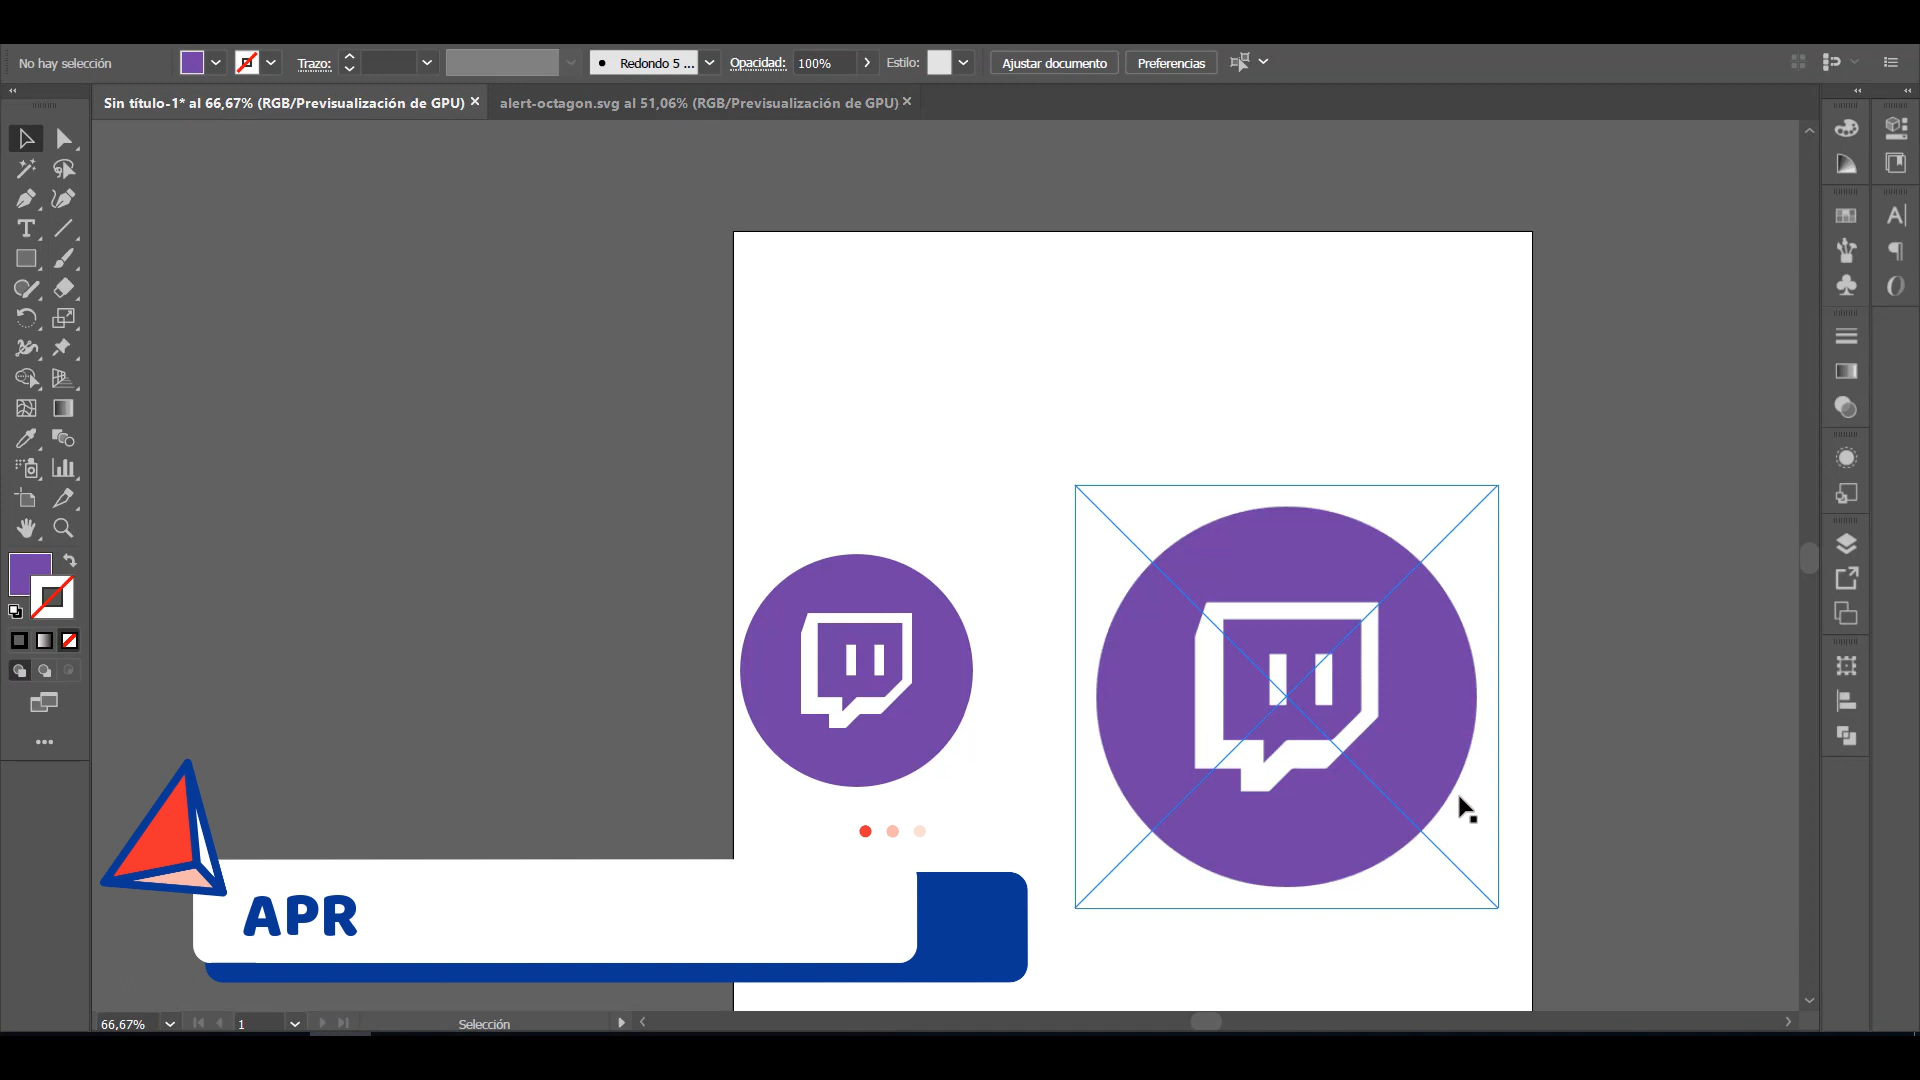 No hay selección
Trazo:
Redondo 5 ...
Opacidad:
100%
Estilo:
Ajustar documento
Preferencias
Sin título-1* al 66,67% (RGB/Previsualización de GPU)
alert-octagon.svg al 51,06% (RGB/Previsualización de GPU)
APR
66,67%
1
Selección